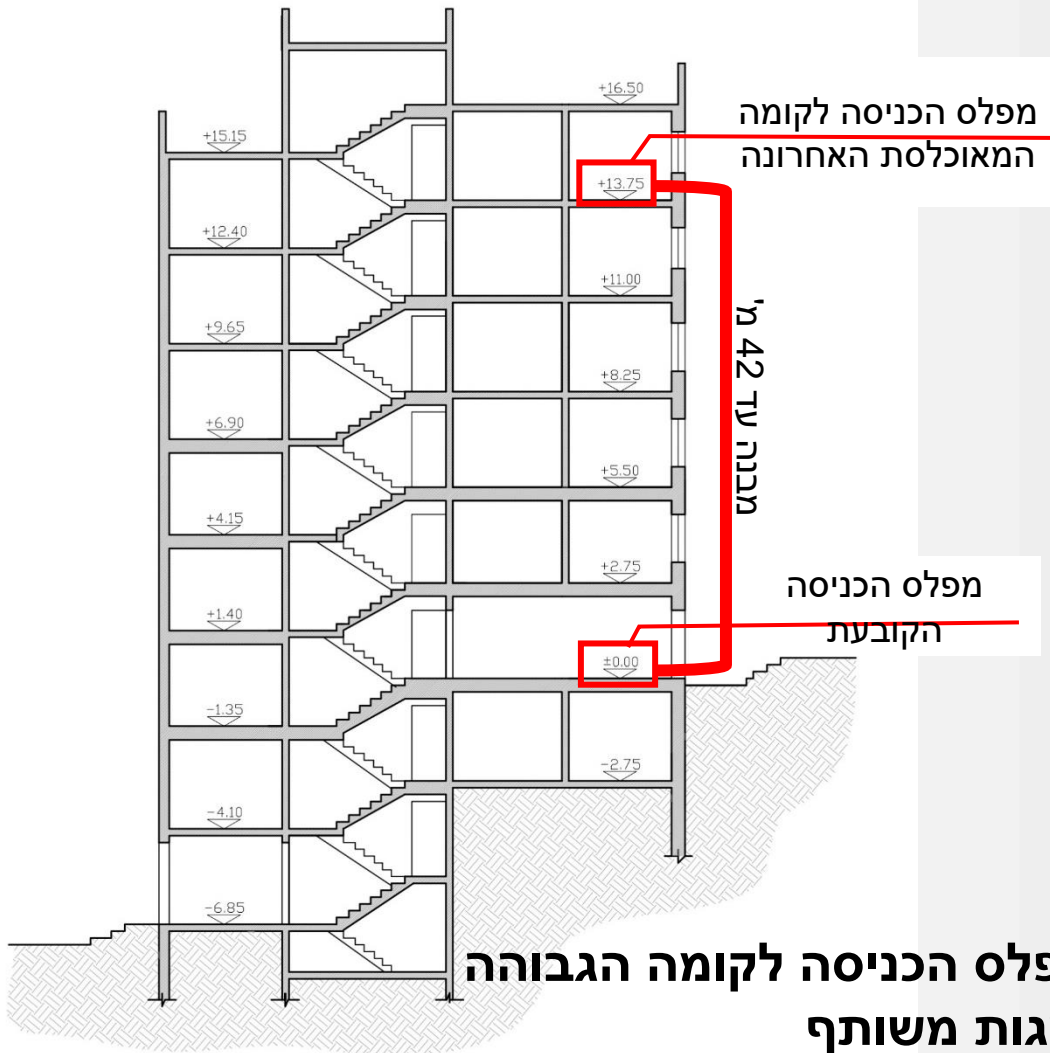 +16.50
מפלס הכניסה לקומה
המאוכלסת האחרונה
+15.15
+13.75
+12.40
+11.00
+9.65
מבנה עד 42 מ'
+8.25
+6.90
+5.50
+4.15
+2.75
מפלס הכניסה
הקובעת
+1.40
±0.00
-1.35
-2.75
-4.10
-6.85
פלס הכניסה לקומה הגבוהה
גות משותף